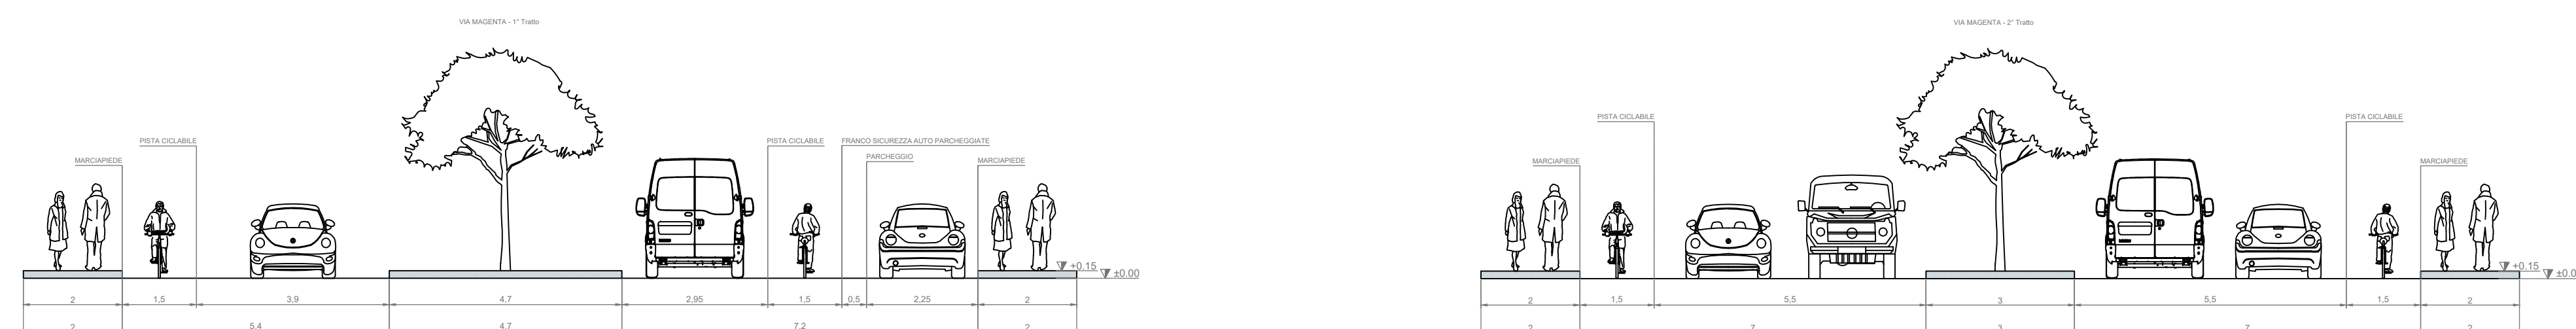 VIA MAGENTA - 1° Tratto
PISTA CICLABILE
MARCIAPIEDE
PISTA CICLABILE
FRANCO SICUREZZA AUTO PARCHEGGIATE
PARCHEGGIO
MARCIAPIEDE
+0.15
±0.00
2 1,5 3,9 4,7 2,95 1,5 0,5 2,25 2
2 5,4 4,7 7,2 2
VIA MAGENTA - 2° Tratto
PISTA CICLABILE
MARCIAPIEDE
PISTA CICLABILE
MARCIAPIEDE
+0.15
±0.0
2 1,5 5,5 3 5,5 1,5 2
2 7 3 7 2